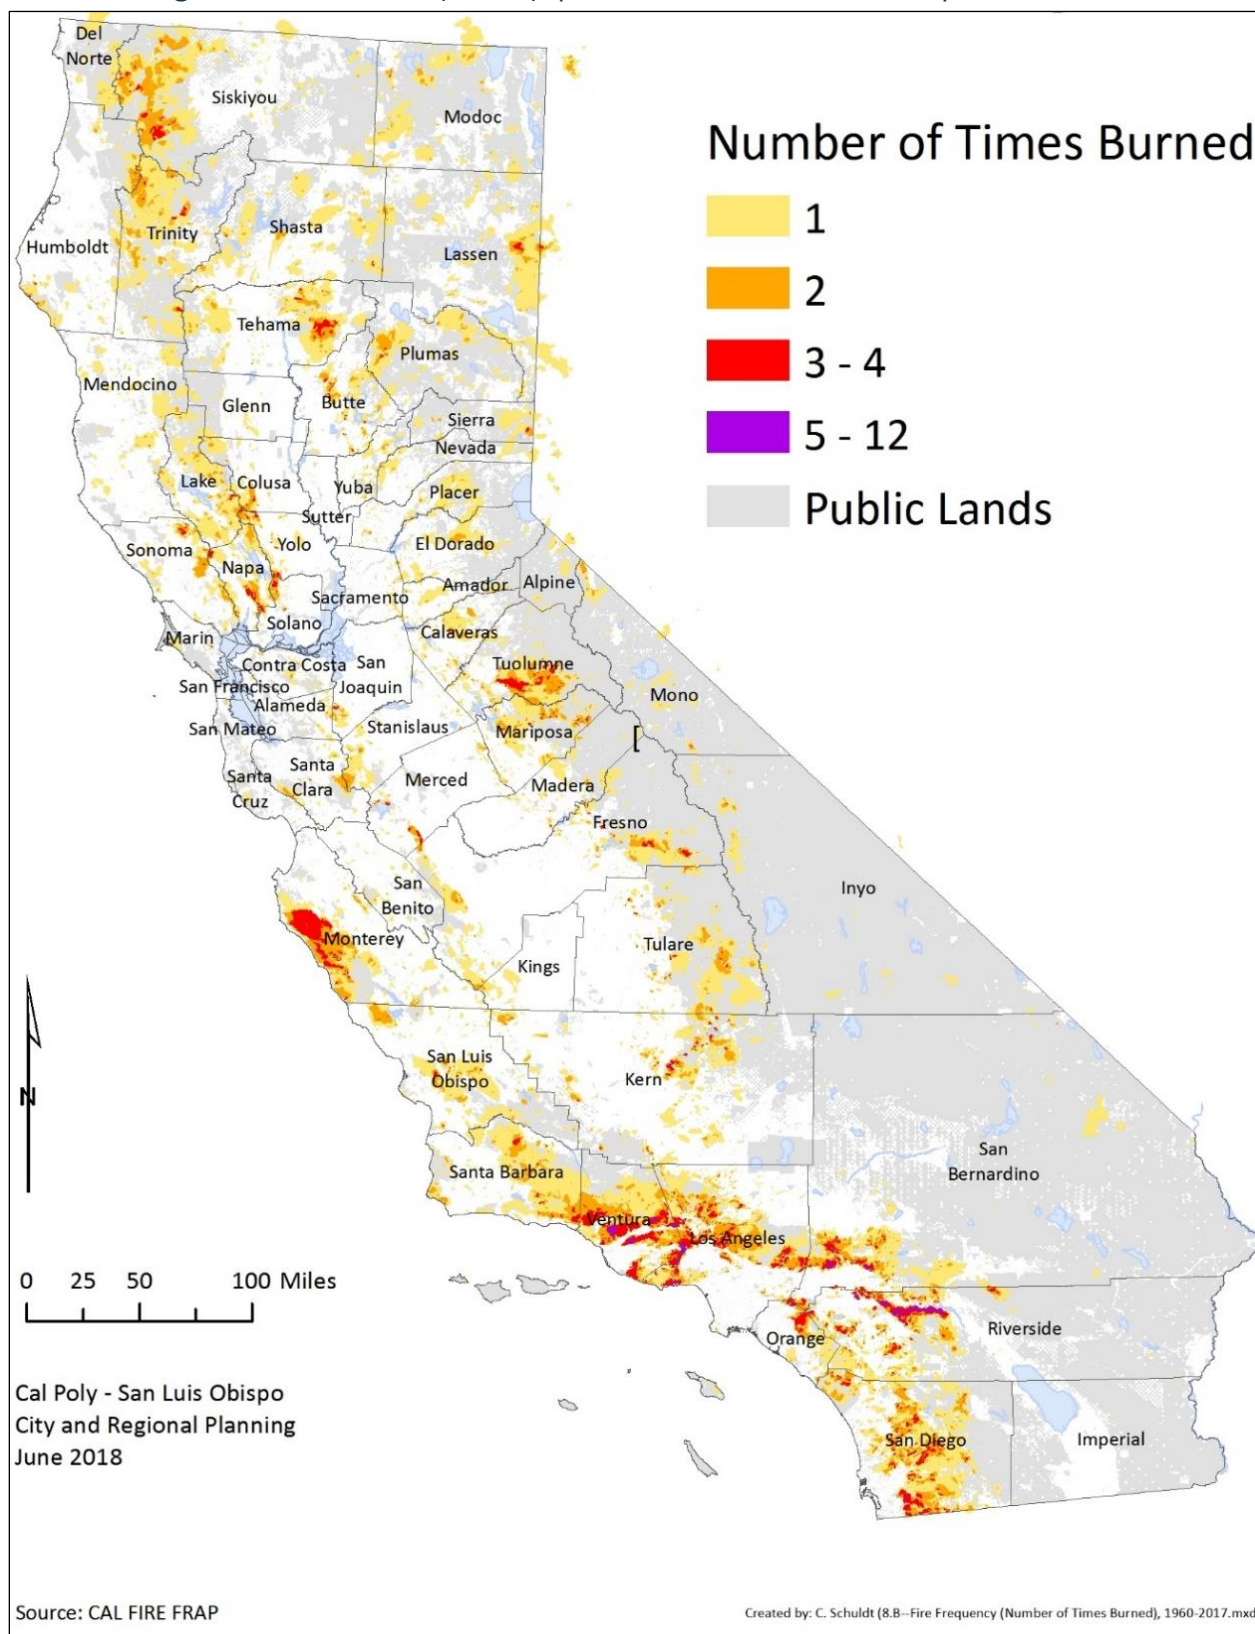 Number of Times Burned
1
2
3 - 4
5 - 12
Public Lands
Del
Norte
Siskiyou
Modoc
Humboldt
Trinity
Shasta
Lassen
Tehama
Plumas
Mendocino
Glenn
Butte
Sierra
Nevada
Lake
Colusa
Yuba
Placer
Sutter
Sonoma
Yolo
El Dorado
Napa
Amador
Alpine
Sacramento
Solano
Marin
Calaveras
Contra Costa
San
Joaquin
Tuolumne
Mono
San Francisco
Alameda
San Mateo
Stanislaus
Mariposa
[
Santa
Cruz
Santa
Clara
Merced
Madera
Fresno
San
Benito
Inyo
Monterey
Kings
Tulare
San Luis
Obispo
Kern
San
Bernardino
Santa Barbara
Ventura
Los Angeles
Orange
Riverside
San Diego
Imperial
N
0 25 50 100 Miles
Cal Poly - San Luis Obispo
City and Regional Planning
June 2018
Source: CAL FIRE FRAP
Created by: C. Schuldt (8.B--Fire Frequency (Number of Times Burned), 1960-2017.mxd